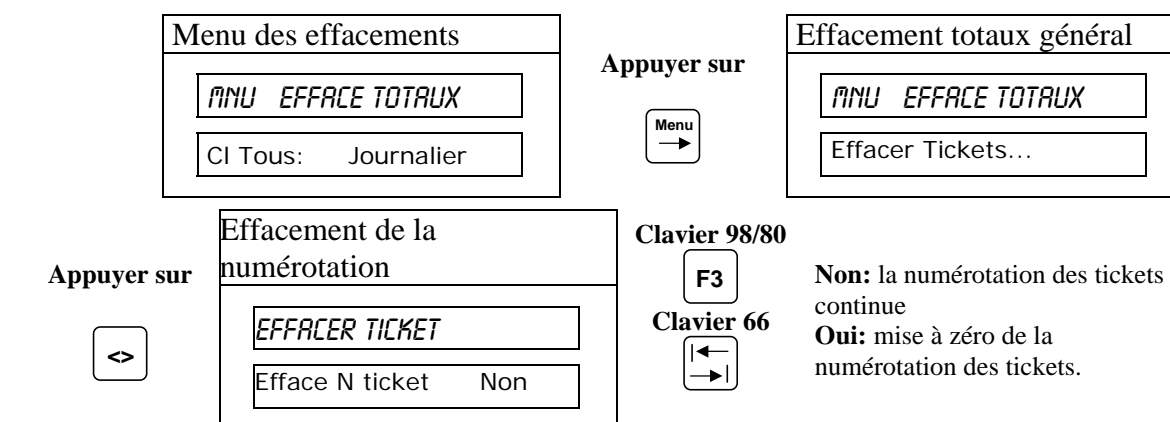 Menu des effacements
MNU EFFACE TOTAUX
Cl Tous: Journalier
Appuyer sur
Menu
Effacement totaux général
MNU EFFACE TOTAUX
Effacer Tickets...
Appuyer sur
<>
Effacement de la
numérotation
EFFACER TICKET
Efface N ticket Non
Clavier 98/80
F3
Clavier 66
Non: la numérotation des tickets
continue
Oui: mise à zéro de la
numérotation des tickets.